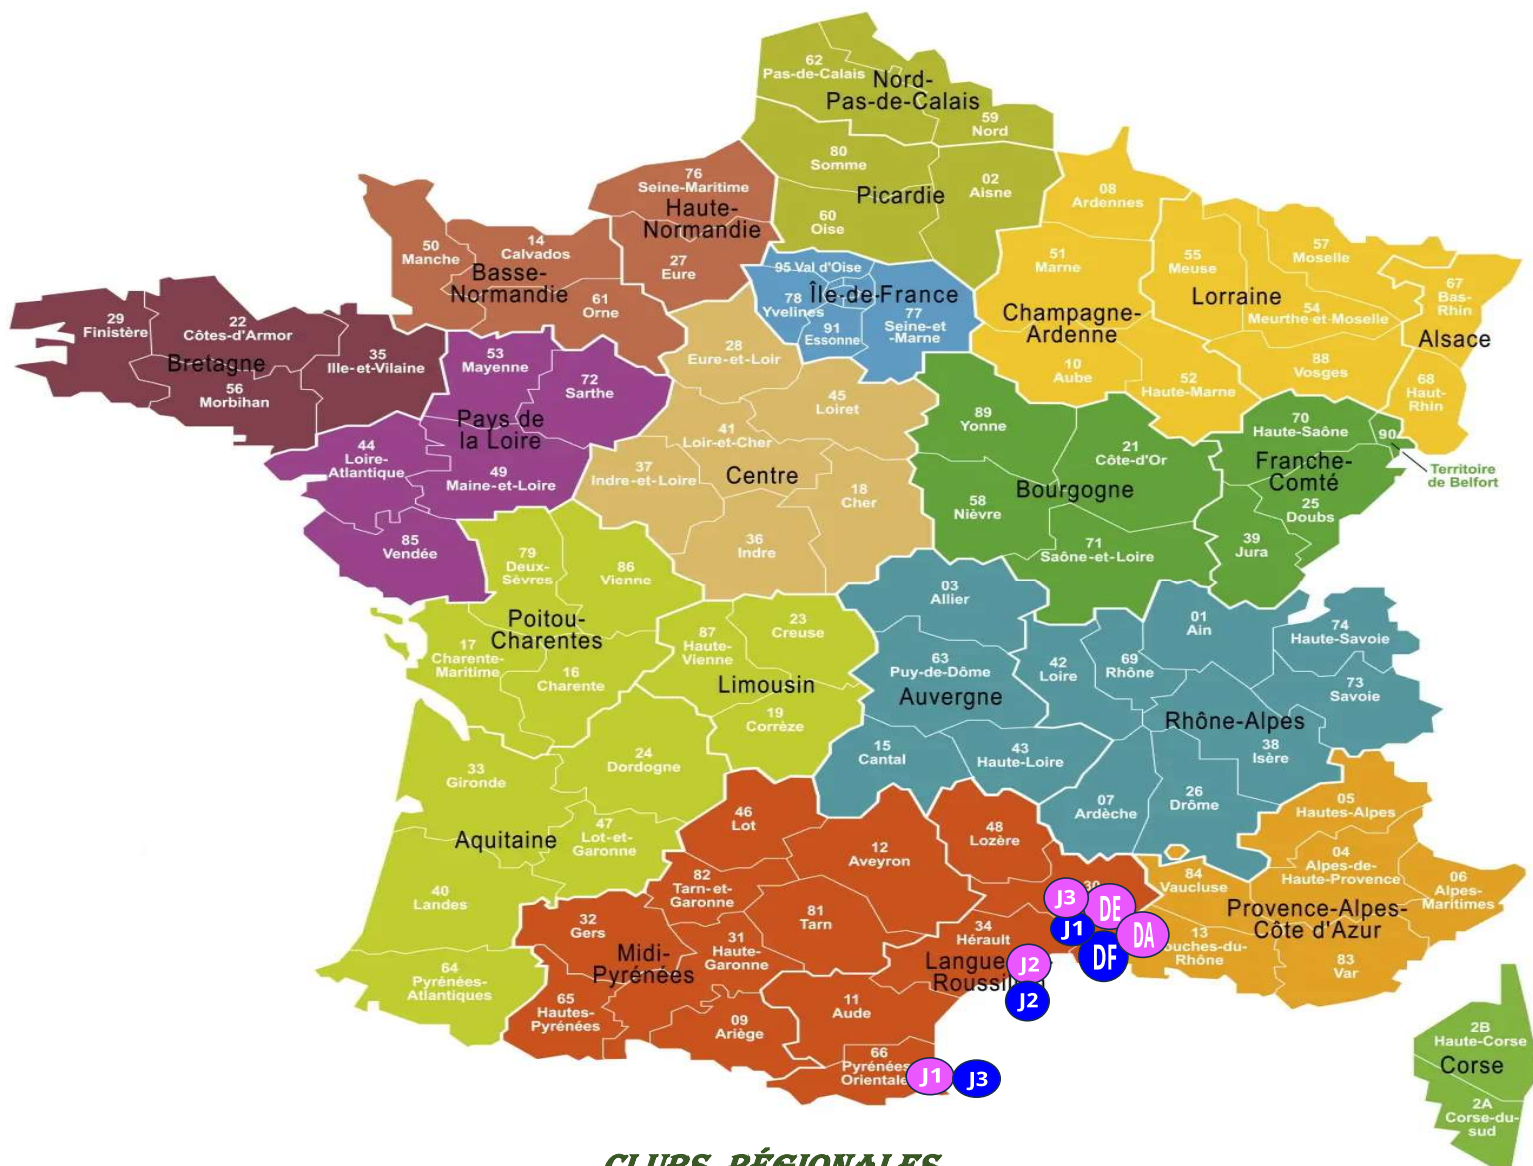 62
Pas-de-Calais
Nord-
Pas-de-Calais
59
Nord
80
Somme
02
Aisne
Picardie
60
Oise
76
Seine-Maritime
Haute-
Normandie
27
Eure
08
Ardennes
50
Manche
14
Calvados
Basse-
Normandie
61
Orne
95 Val d'Oise
Île-de-France
78
Yvelines
91
Essonne
77
Seine-et
-Marne
51
Marne
Champagne-
Ardenne
10
Aube
52
Haute-Marne
55
Meuse
57
Moselle
Lorraine
54
Meurthe-et-Moselle
88
Vosges
67
Bas-
Rhin
Alsace
68
Haut-
Rhin
29
Finistère
22
Côtes-d'Armor
Bretagne
35
Ille-et-Vilaine
56
Morbihan
53
Mayenne
72
Sarthe
Pays de
la Loire
44
Loire-
Atlantique
49
Maine-et-Loire
85
Vendée
28
Eure-et-Loir
45
Loiret
41
Loir-et-Cher
37
Indre-et-Loire
Centre
18
Cher
36
Indre
89
Yonne
21
Côte-d'Or
Bourgogne
58
Nièvre
71
Saône-et-Loire
70
Haute-Saône
90
Territoire
de Belfort
Franche-
Comté
25
Doubs
39
Jura
79
Deux-
Sèvres
86
Vienne
Poitou-
Charentes
17
Charente-
Maritime
16
Charente
87
Haute-
Vienne
23
Creuse
Limousin
19
Corrèze
03
Allier
63
Puy-de-Dôme
Auvergne
15
Cantal
43
Haute-Loire
42
Loire
69
Rhône
01
Ain
74
Haute-Savoie
73
Savoie
Rhône-Alpes
38
Isère
07
Ardèche
26
Drôme
33
Gironde
24
Dordogne
Aquitaine
47
Lot-et-
Garonne
40
Landes
64
Pyrénées-
Atlantiques
46
Lot
12
Aveyron
82
Tarn-et-
Garonne
81
Tarn
32
Gers
31
Haute-
Garonne
Midi-
Pyrénées
65
Hautes-
Pyrénées
09
Ariège
48
Lozère
30
J3
DE
J1
DA
DF
34
Hérault
Langue
Roussi
J2
J2
11
Aude
66
Pyrénées
Orientale
J1
J3
05
Hautes-Alpes
04
Alpes-de-
Haute-Provence
06
Alpes-
Maritimes
84
Vaucluse
Provence-Alpes-
Côte d'Azur
13
ouches-du-
Rhône
83
Var
2B
Haute-Corse
Corse
2A
Corse-du-
sud
CLUBS RÉGIONALES